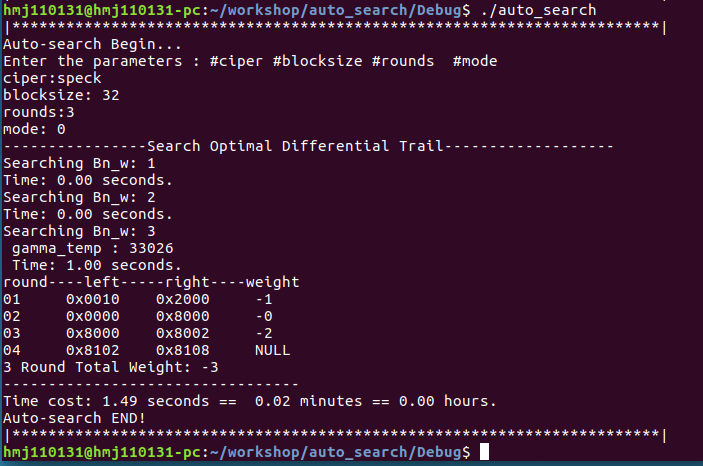 hmj110131@hmj110131-pc:~/workshop/auto_search/Debug$ ./auto_search
|************************************************************************|
Auto-search Begin...
Enter the parameters : #ciper #blocksize #rounds  #mode
ciper:speck
blocksize: 32
rounds:3
mode: 0
----------------Search Optimal Differential Trail-------------------
Searching Bn_w: 1
Time: 0.00 seconds.
Searching Bn_w: 2
Time: 0.00 seconds.
Searching Bn_w: 3
 gamma_temp : 33026
 Time: 1.00 seconds.
round----left-----right----weight
01     0x0010    0x2000     -1
02     0x0000    0x8000     -0
03     0x8000    0x8002     -2
04     0x8102    0x8108     NULL
3 Round Total Weight: -3
---------------------------------
Time cost: 1.49 seconds ==  0.02 minutes == 0.00 hours.
Auto-search END!
|************************************************************************|
hmj110131@hmj110131-pc:~/workshop/auto_search/Debug$